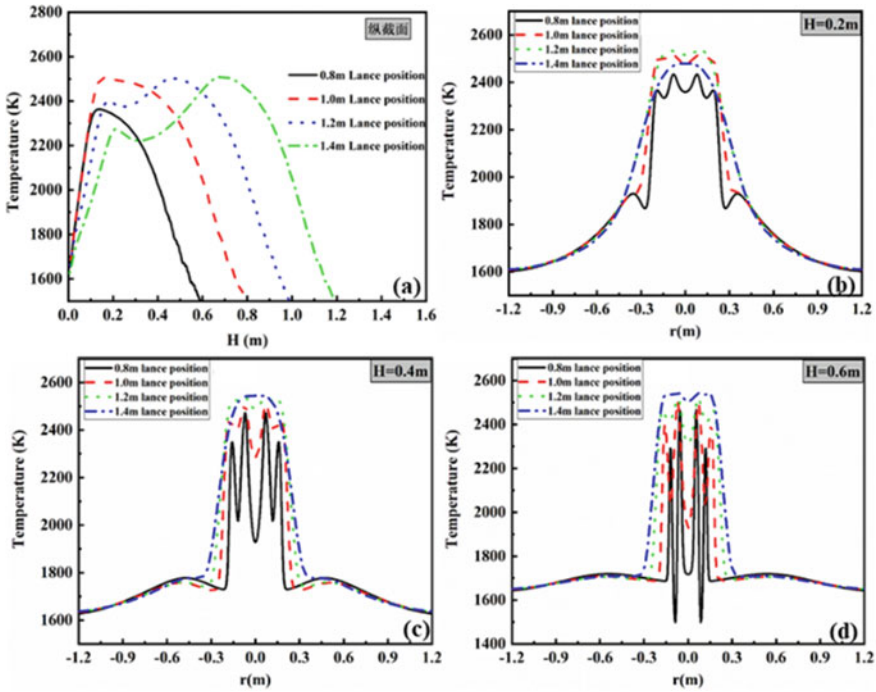 2800
2600
2400
2200
2000
1800
1600
Temperature (K)
纵截面
0.8m Lance position
1.0m Lance position
1.2m Lance position
1.4m Lance position
(a)
0.0 0.2 0.4 0.6 0.8 1.0 1.2 1.4 1.6
H (m)
2600
2400
2200
2000
1800
1600
Temperature (K)
0.8m lance position
1.0m lance position
1.2m lance position
1.4m lance position
H=0.2m
(b)
-1.2 -0.9 -0.6 -0.3 0.0 0.3 0.6 0.9 1.2
r(m)
2600
2400
2200
2000
1800
1600
Temperature (K)
0.8m lance position
1.0m lance position
1.2m lance position
1.4m lance position
H=0.4m
(c)
-1.2 -0.9 -0.6 -0.3 0.0 0.3 0.6 0.9 1.2
r(m)
2600
2400
2200
2000
1800
1600
1400
Temperature (K)
0.8m lance position
1.0m lance position
1.2m lance position
1.4m lance position
H=0.6m
(d)
-1.2 -0.9 -0.6 -0.3 0.0 0.3 0.6 0.9 1.2
r(m)